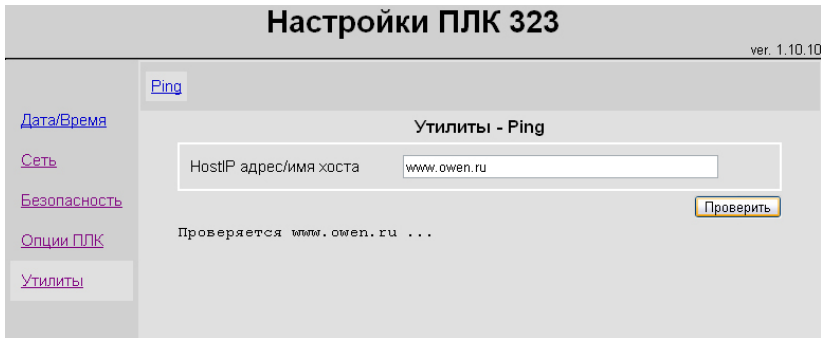 Настройки ПЛК 323
ver. 1.10.10
Ping
Дата/Время
Сеть
Безопасность
Опции ПЛК
Утилиты
Утилиты - Ping
HostIP адрес/имя хоста
www.owen.ru
Проверить
Проверяется www.owen.ru ...